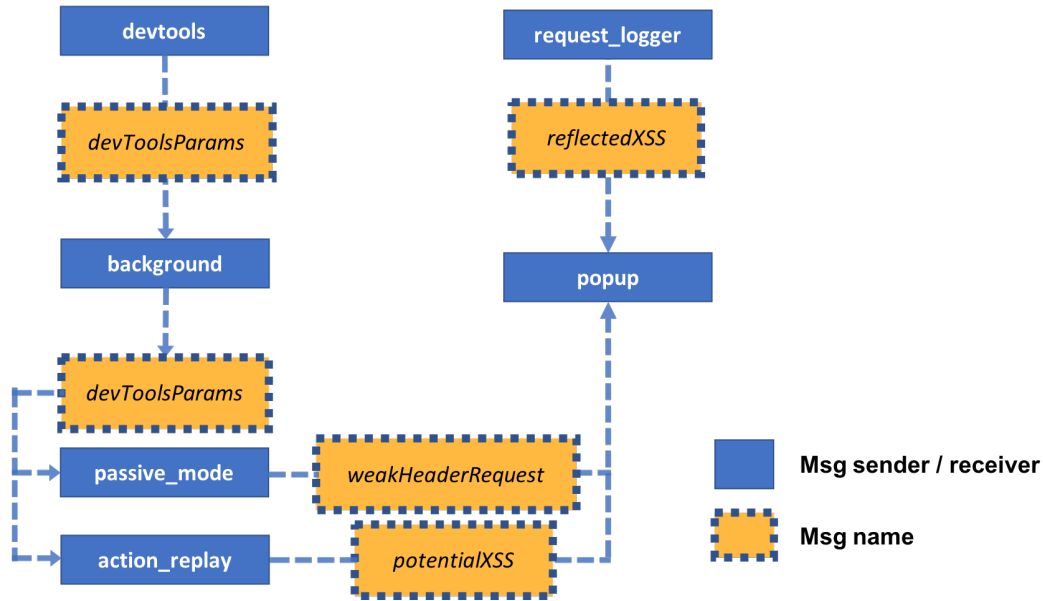 devtools
request_logger
devToolsParams
reflectedXSS
background
popup
devToolsParams
passive_mode
weakHeaderRequest
Msg sender / receiver
action_replay
potentialXSS
Msg name